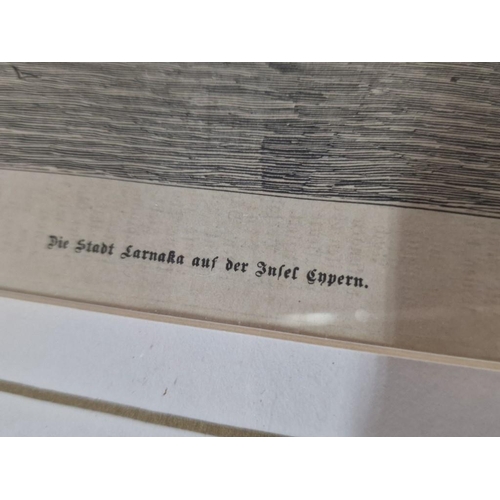 Die Stadt Larnaka auf der Insel Cypern.